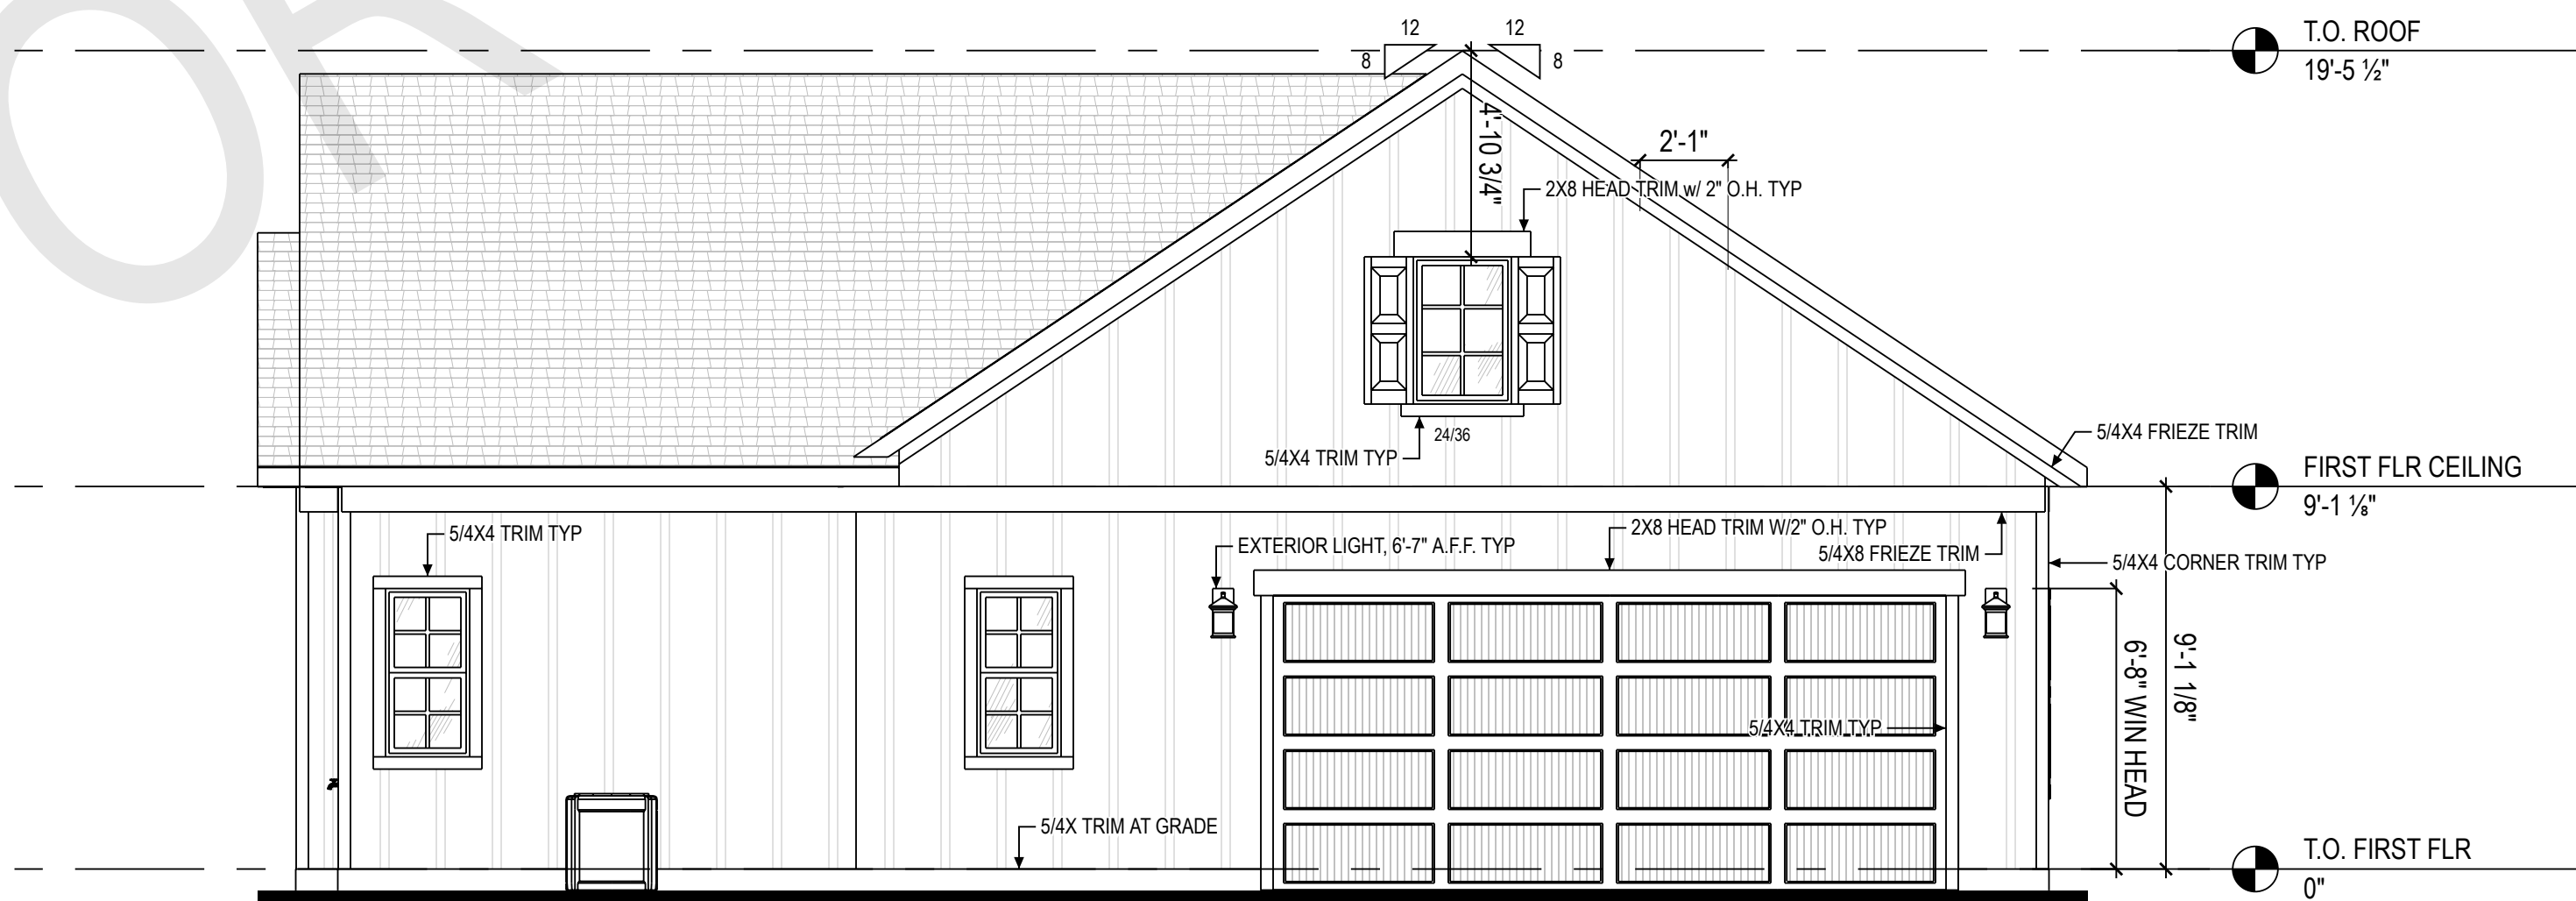 OR
12
12
T.O. ROOF
8
8
19'-5 ½"
4'-10 3/4"
2'-1"
2X8 HEAD TRIM w/ 2" O.H. TYP
5/4X4 FRIEZE TRIM
24/36
5/4X4 TRIM TYP
FIRST FLR CEILING
9'-1 ⅛"
5/4X4 TRIM TYP
2X8 HEAD TRIM W/2" O.H. TYP
EXTERIOR LIGHT, 6'-7" A.F.F. TYP
5/4X8 FRIEZE TRIM
5/4X4 CORNER TRIM TYP
9'-1 1/8"
6'-8" WIN HEAD
5/4X4 TRIM TYP
5/4X TRIM AT GRADE
T.O. FIRST FLR
0"